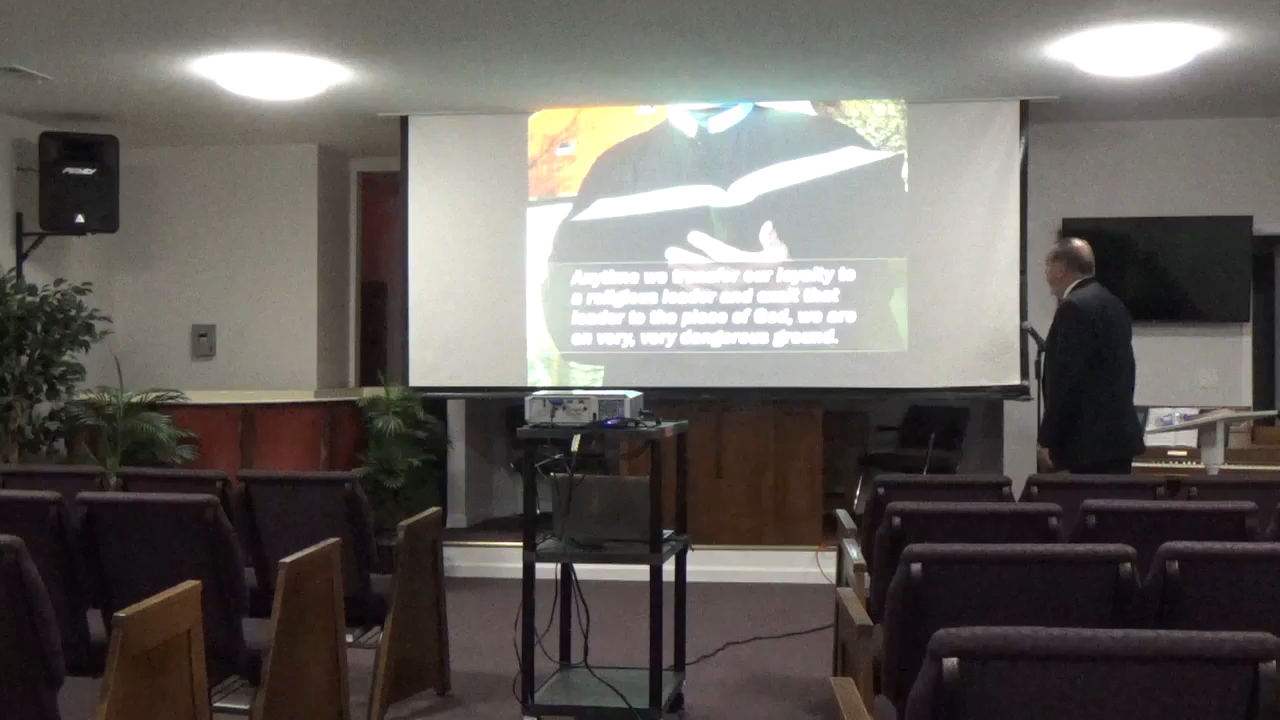 PEAVEY
Anytime we transfer our loyalty to
a religious leader and exalt that
leader to the place of God, we are
on very, very dangerous ground.